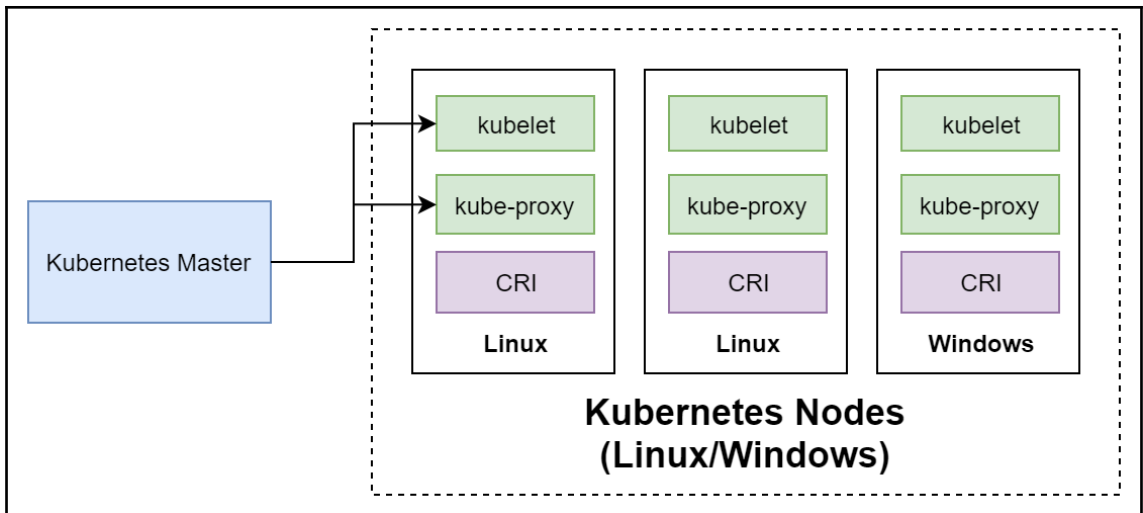 Kubernetes Master
kubelet
kube-proxy
CRI
Linux
kubelet
kube-proxy
CRI
Linux
kubelet
kube-proxy
CRI
Windows
Kubernetes Nodes
(Linux/Windows)